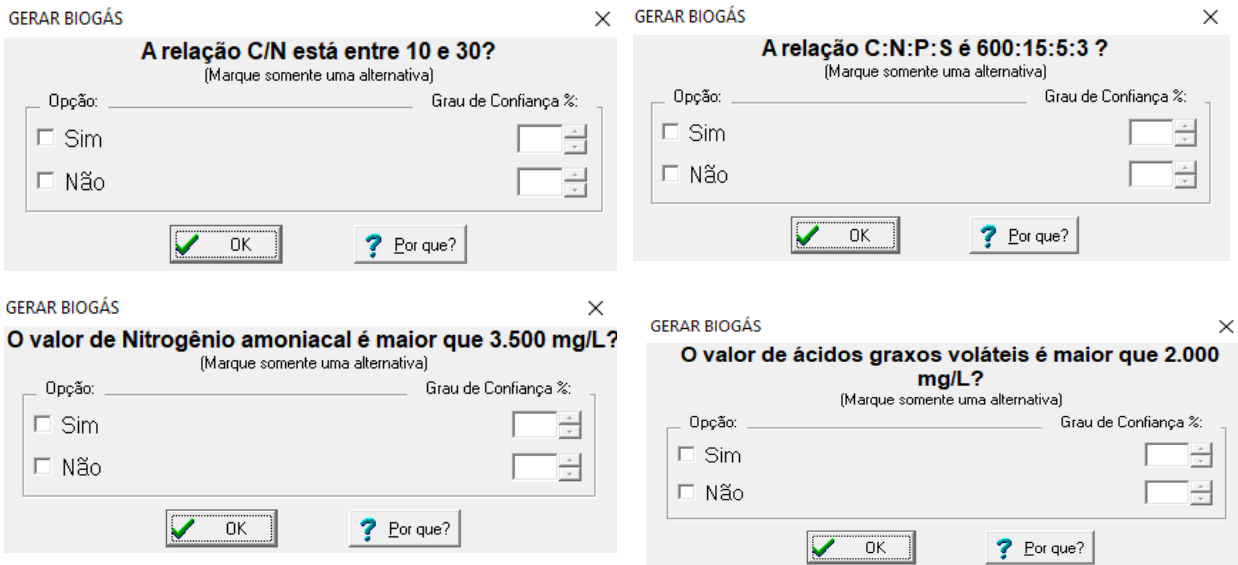 GERAR BIOGÁS
A relação C/N está entre 10 e 30?
(Marque somente uma alternativa)
Opção: Grau de Confiança %:
Sim
Não
OK Por que?
GERAR BIOGÁS
A relação C:N:P:S é 600:15:5:3 ?
(Marque somente uma alternativa)
Opção: Grau de Confiança %:
Sim
Não
OK Por que?
GERAR BIOGÁS
O valor de Nitrogênio amoniacal é maior que 3.500 mg/L?
(Marque somente uma alternativa)
Opção: Grau de Confiança %:
Sim
Não
OK Por que?
GERAR BIOGÁS
O valor de ácidos graxos voláteis é maior que 2.000
mg/L?
(Marque somente uma alternativa)
Opção: Grau de Confiança %:
Sim
Não
OK Por que?